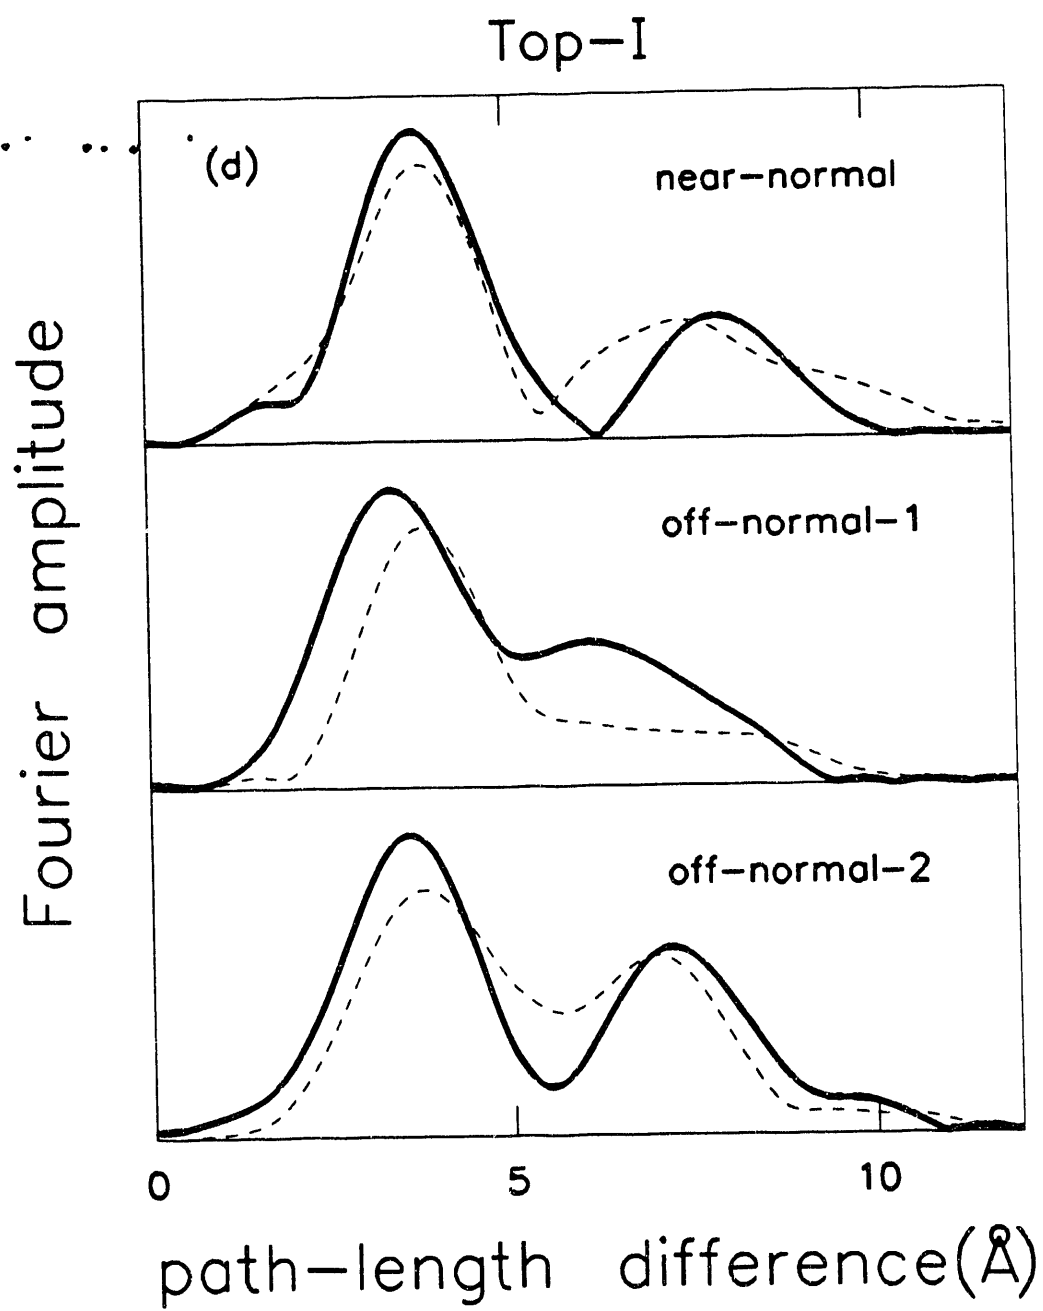 Top-I
(d)
near-normal
off-normal-1
off-normal-2
Fourier amplitude
0 5 10
path-length difference(Å)